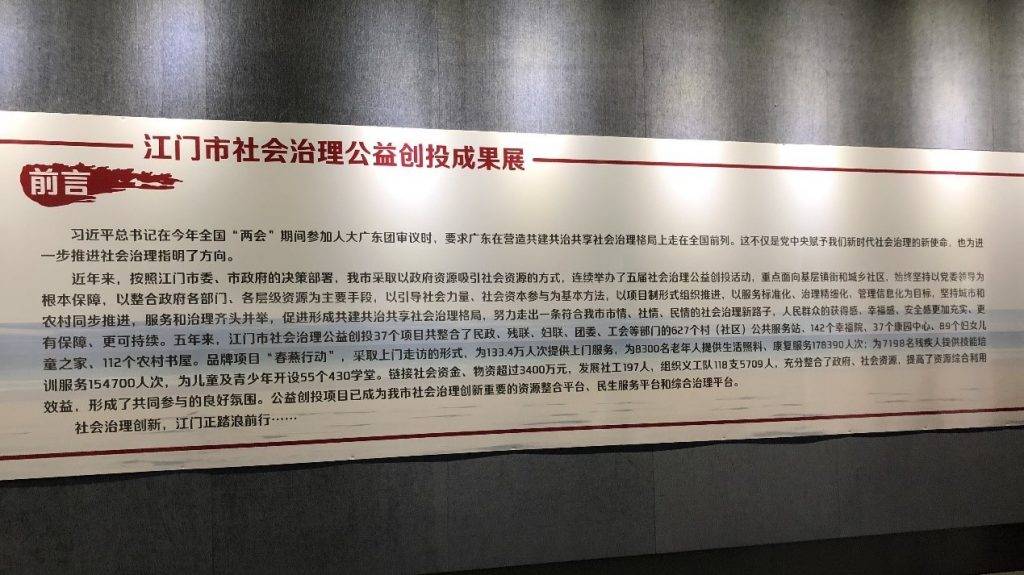 江门市社会治理公益创投成果展
前言
习近平总书记在今年全国“两会”期间参加人大广东团审议时，要求广东在营造共建共治共享社会治理格局上走在全国前列。这不仅是党中央赋予我们新时代社会治理的新使命，也为进
一步推进社会治理指明了方向。
近年来，按照江门市委、市政府的决策部署，我市采取以政府资源吸引社会资源的方式，连续举办了五届社会治理公益创投活动，重点面向基层镇街和城乡社区，始终坚持以党委领导为
根本保障，以整合政府各部门、各层级资源为主要手段，以引导社会力量、社会资本参与为基本方法，以项目制形式组织推进，以服务标准化、治理精细化，管理信息化为目标，坚持城市和
农村同步推进，服务和治理齐头并举，促进形成共建共治共享社会治理格局，努力走出一条符合我市市情、社情、民情的社会治理新路子，人民群众的获得感、幸福感、安全感更加充实、更
有保障、更可持续。五年来，江门市社会治理公益创投37个项目共整合了民政、残联、妇联、团委、工会等部门的627个村（社区）公共服务站、142个幸福院、37个康园中心、89个妇女儿
童之家、112个农村书屋。品牌项目“春燕行动”，采取上门走访的形式，为133.4万人次提供上门服务，为8300名老年人提供生活照料、康复服务178390人次；为7198名残疾人提供技能培
训服务154700人次，为儿童及青少年开设55个430学堂。链接社会资金、物资超过3400万元，发展社工197人，组织义工队118支5709人，充分整合了政府、社会资源，提高了资源综合利用
效益，形成了共同参与的良好氛围。公益创投项目已成为我市社会治理创新重要的资源整合平台、民生服务平台和综合治理平台。
社会治理创新，江门正踏浪前行……